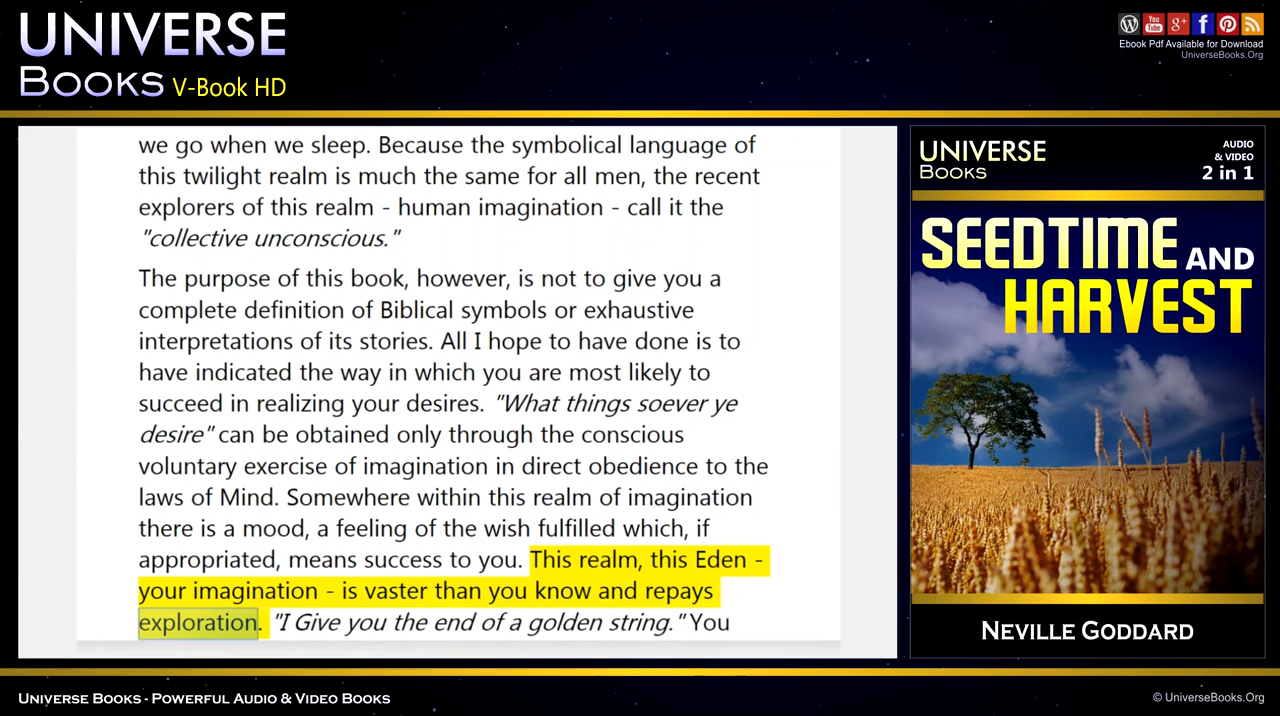 UNIVERSE
BOOKS V-Book HD
You
Tube
g+
f
Ebook Pdf Available for Download
UniverseBooks.Org
we go when we sleep. Because the symbolical language of
this twilight realm is much the same for all men, the recent
explorers of this realm - human imagination - call it the
"collective unconscious."
The purpose of this book, however, is not to give you a
complete definition of Biblical symbols or exhaustive
interpretations of its stories. All I hope to have done is to
have indicated the way in which you are most likely to
succeed in realizing your desires. "What things soever ye
desire" can be obtained only through the conscious
voluntary exercise of imagination in direct obedience to the
laws of Mind. Somewhere within this realm of imagination
there is a mood, a feeling of the wish fulfilled which, if
appropriated, means success to you. This realm, this Eden -
your imagination - is vaster than you know and repays
exploration. "I Give you the end of a golden string." You
UNIVERSE
BOOKS
AUDIO
& VIDEO
2 in 1
SEEDTIME AND
HARVEST
NEVILLE GODDARD
UNIVERSE BOOKS - POWERFUL AUDIO & VIDEO BOOKS
© UniverseBooks.Org